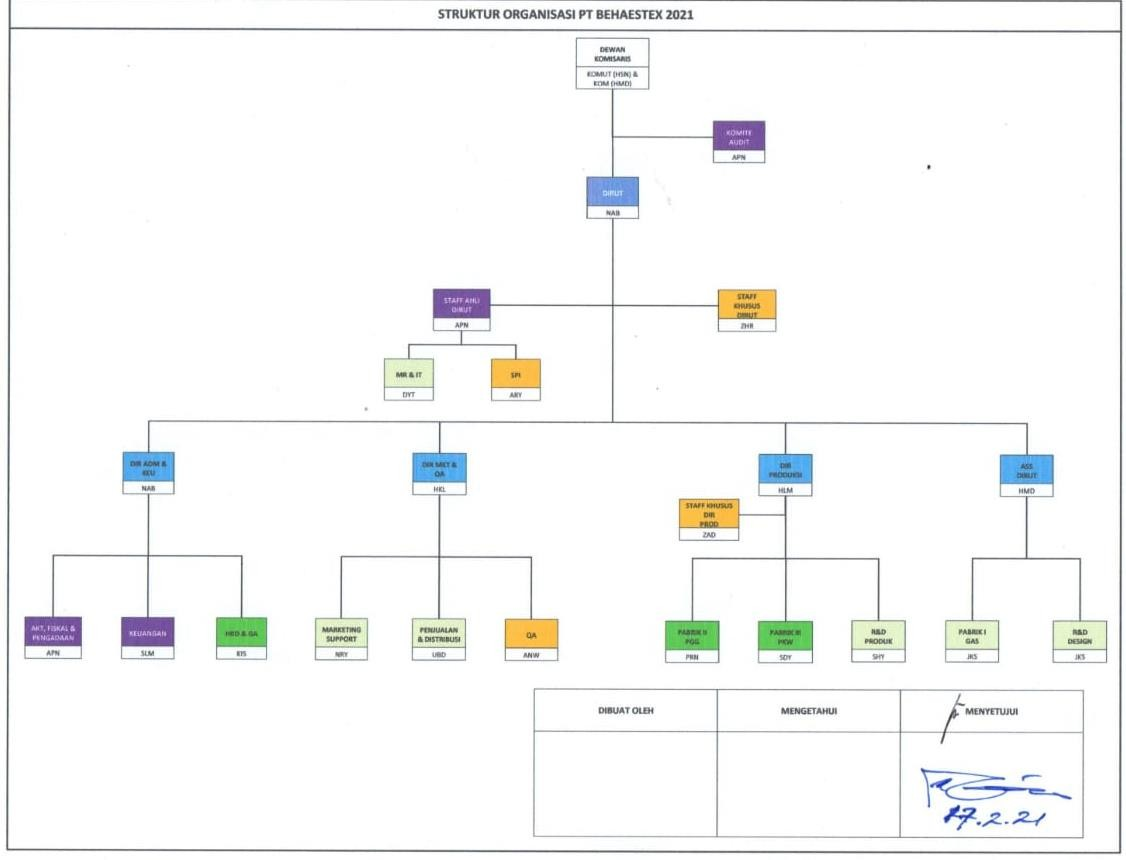 STRUKTUR ORGANISASI PT BEHAESTEX 2021
DEWAN
KOMISARIS
KOMUT (HSN) &
KOM (HMD)
KOMITE
AUDIT
APN
DIRUT
NAB
STAFF AHLI
DIRUT
APN
STAFF
KHUSUS
DIRUT
ZHR
MR & IT
DYT
SPI
ARY
DIR ADM &
KEU
NAB
DIR MKT &
QA
HKL
DIR
PRODUKSI
HLM
ASS
DIRUT
HMD
STAFF KHUSUS
DIR
PROD
ZAD
AKT, FISKAL &
PENGADAAN
APN
KEUANGAN
SLM
HRD & GA
MARKETING
SUPPORT
NRY
PENJUALAN
& DISTRIBUSI
UBD
QA
ANW
PABRIK II
PGG
PRN
PABRIK III
PKW
SDY
R&D
PRODUK
SHY
PABRIK I
GAS
JKS
R&D
DESIGN
JKS
DIBUAT OLEH
MENGETAHUI
MENYETUJUI
17.2.21